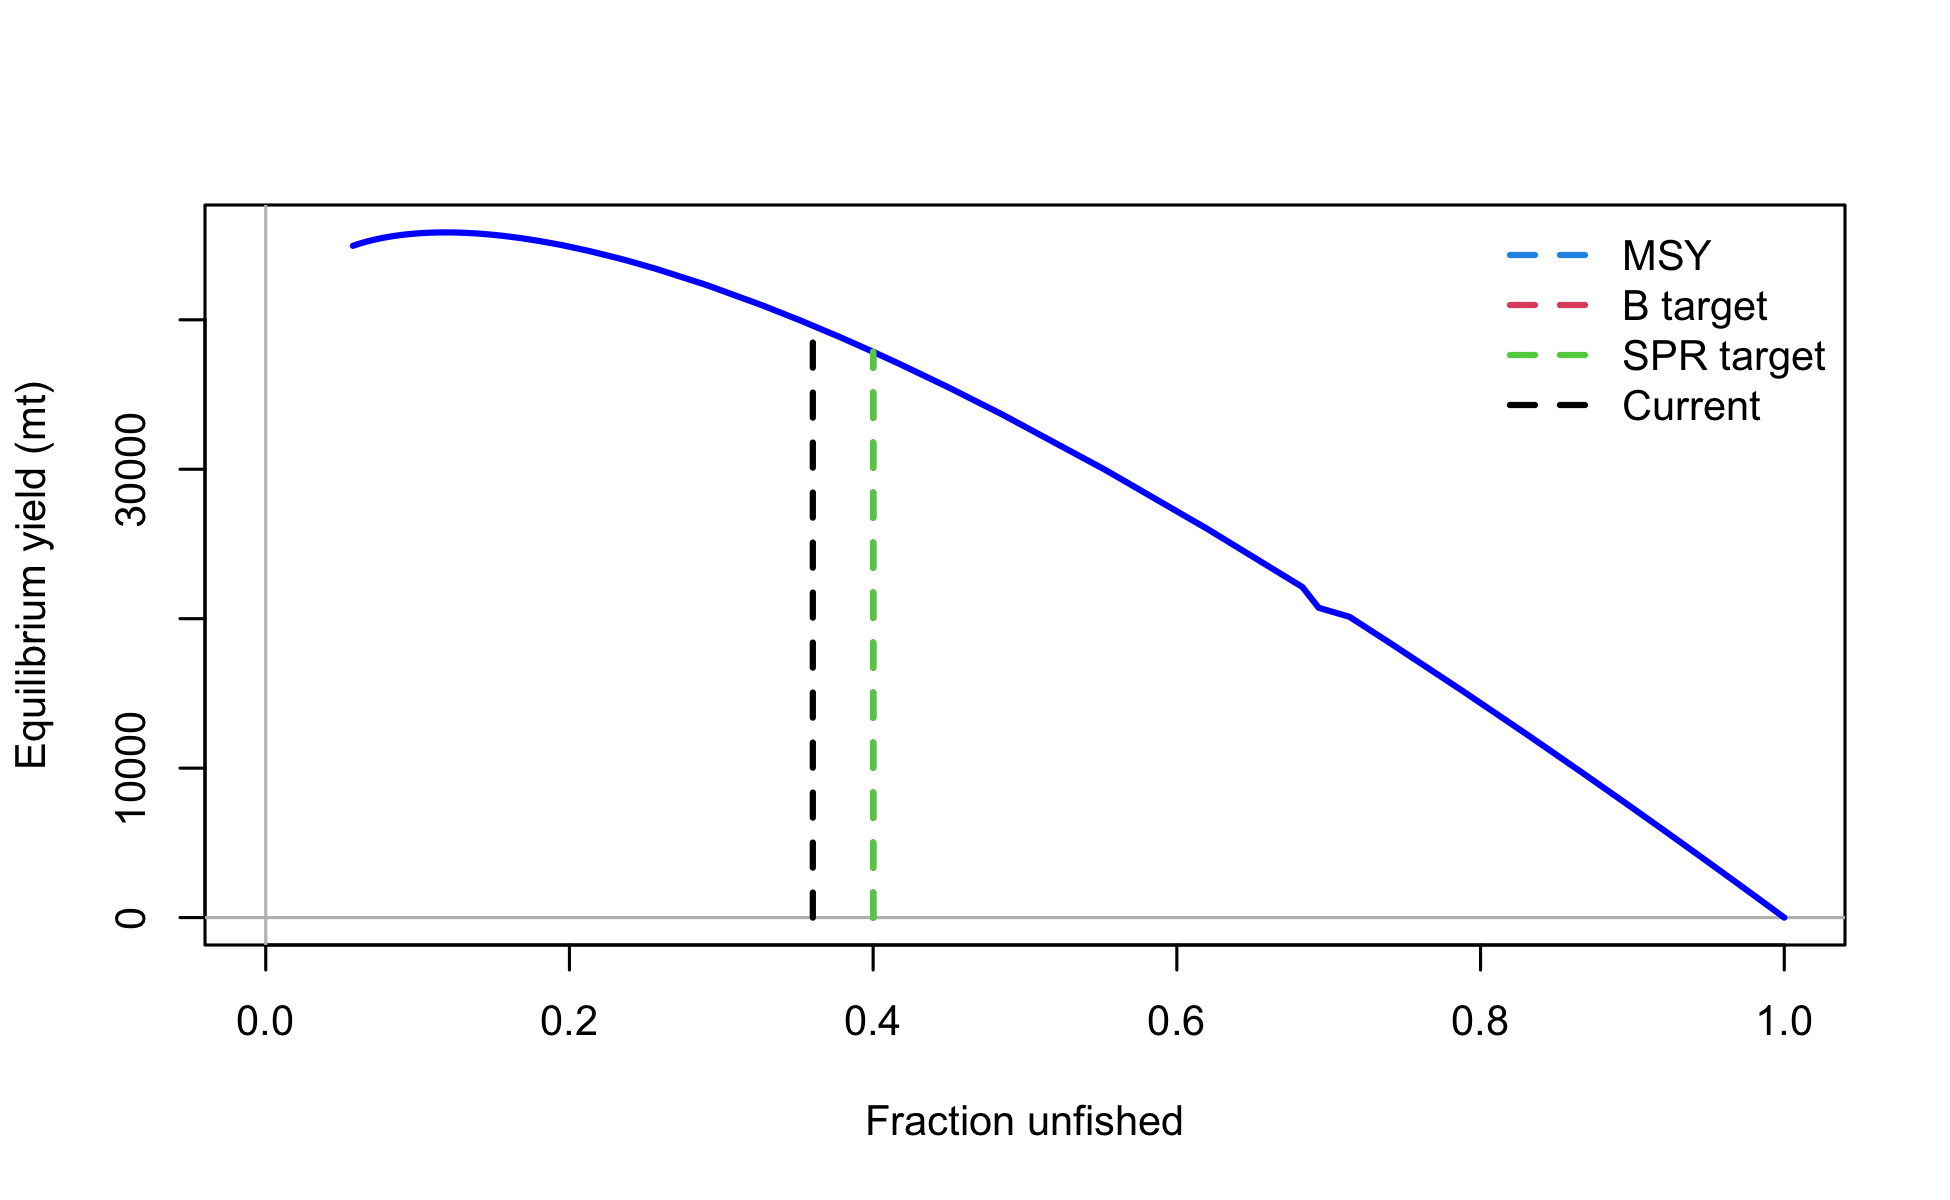 MSY
B target
SPR target
Current
Equilibrium yield (mt)
30000
10000
0
0.0 0.2 0.4 0.6 0.8 1.0
Fraction unfished